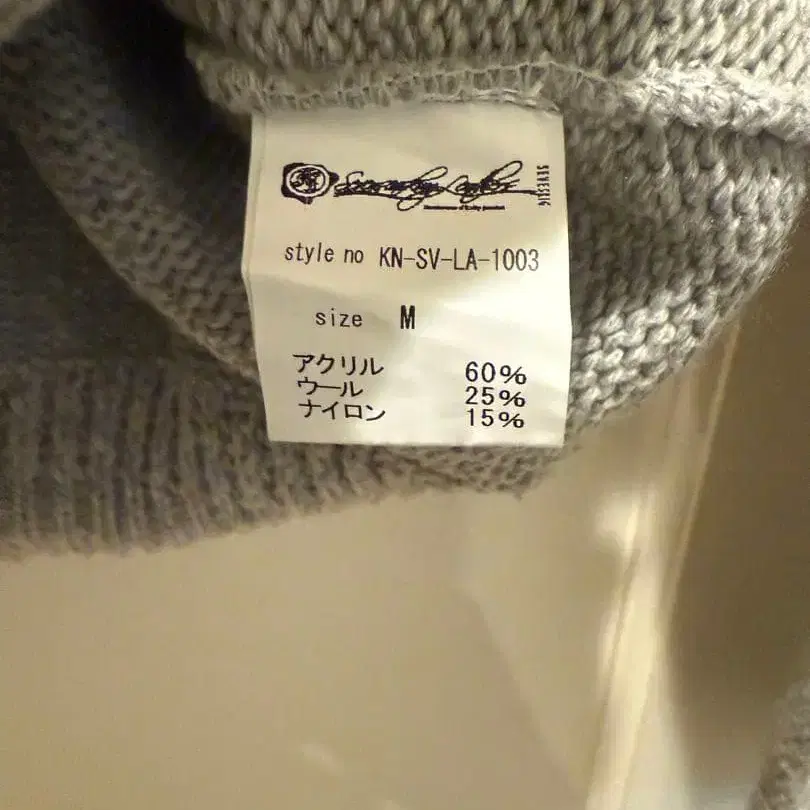 style no KN-SV-LA-1003
size M
アクリル 60%
ウール 25%
ナイロン 15%